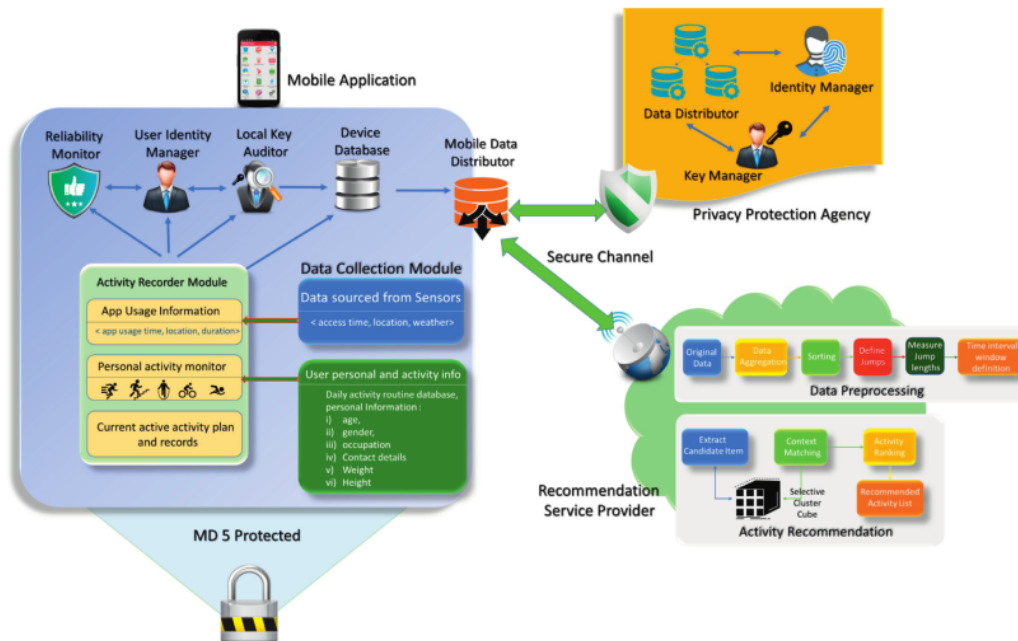 Mobile Application
Reliability
Monitor
User Identity
Manager
Local Key
Auditor
Device
Database
Mobile Data
Distributor
Data Distributor
Identity Manager
Key Manager
Privacy Protection Agency
Secure Channel
Activity Recorder Module
App Usage Information
< app usage time, location, duration>
Personal activity monitor
Current active activity plan
and records
Data Collection Module
Data sourced from Sensors
< access time, location, weather>
User personal and activity info
Daily activity routine database,
personal Information :
i) age,
ii) gender,
iii) occupation
iv) Contact details
v) Weight
vi) Height
MD 5 Protected
Original
Data
Data
Aggregation
Sorting
Define
Jumps
Measure
Jump
lengths
Time interval
window
definition
Data Preprocessing
Extract
Candidate Item
Context
Matching
Activity
Ranking
Selective
Cluster
Cube
Recommended
Activity List
Activity Recommendation
Recommendation
Service Provider